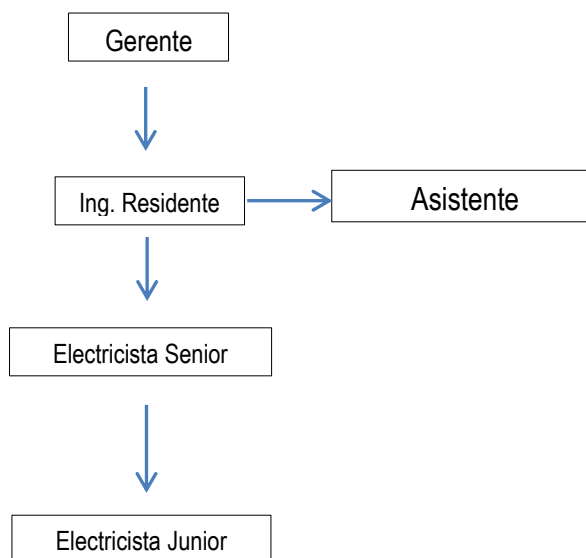 Gerente
Ing. Residente
Asistente
Electricista Senior
Electricista Junior